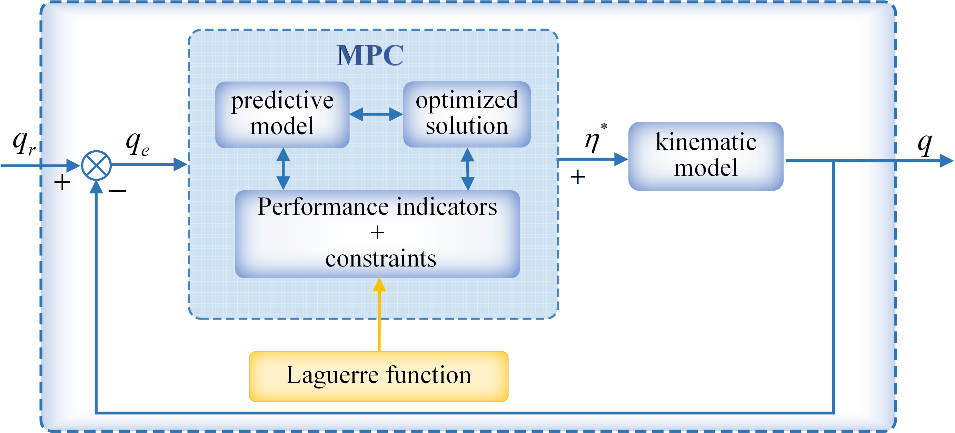 MPC
predictive
model
optimized
solution
q_r
+
−
q_e
Performance indicators
+
constraints
η*
+
kinematic
model
q
Laguerre function